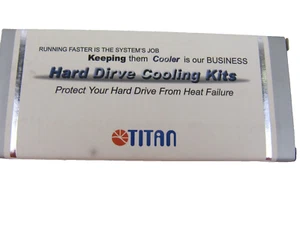 RUNNING FASTER IS THE SYSTEM'S JOB
Keeping them Cooler is our BUSINESS
Hard Dirve Cooling Kits
Protect Your Hard Drive From Heat Failure
TITAN